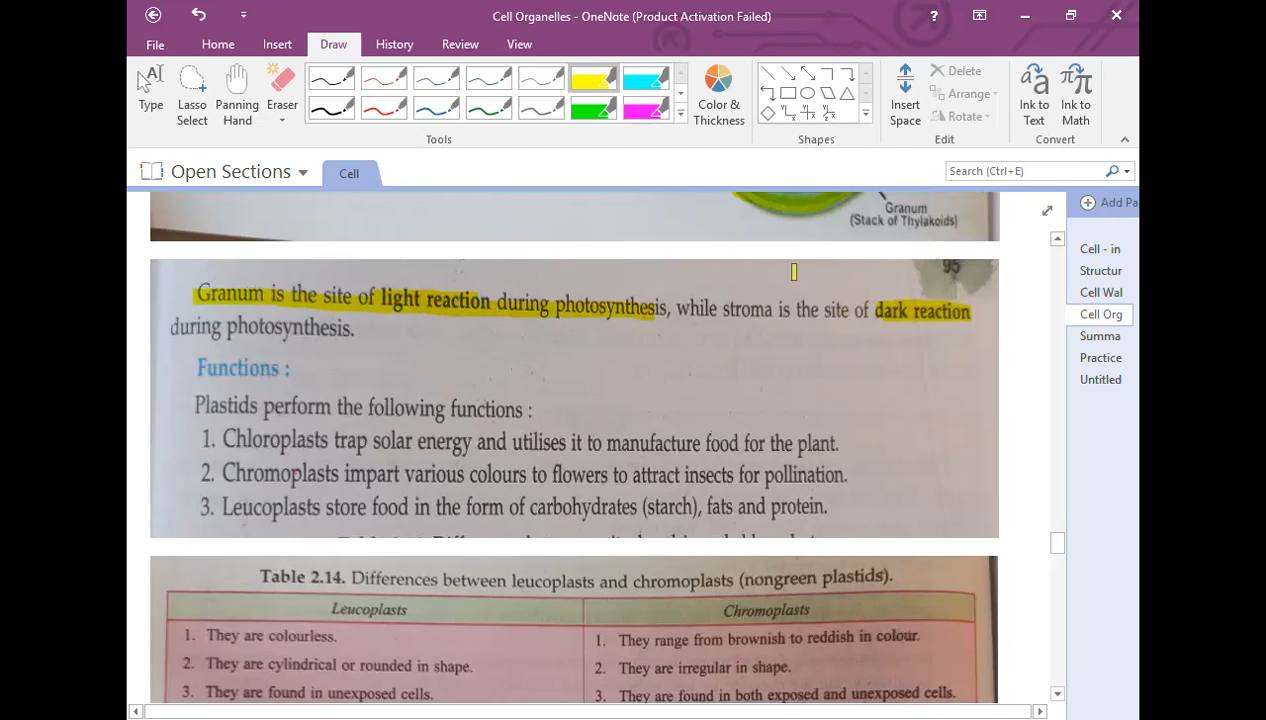 Cell Organelles - OneNote (Product Activation Failed)
?
File Home Insert Draw History Review View
Type
Lasso Select
Panning Hand
Eraser
Color & Thickness
Insert Space
Delete
Arrange
Rotate
Ink to Text
Ink to Math
Tools Shapes Edit Convert
Open Sections Cell
Search (Ctrl+E)
Add Pa
Cell - in
Structur
Cell Wal
Cell Org
Summa
Practice
Untitled
Granum
(Stack of Thylakoids)
95
Granum is the site of light reaction during photosynthesis, while stroma is the site of dark reaction
during photosynthesis.
Functions :
Plastids perform the following functions :
1. Chloroplasts trap solar energy and utilises it to manufacture food for the plant.
2. Chromoplasts impart various colours to flowers to attract insects for pollination.
3. Leucoplasts store food in the form of carbohydrates (starch), fats and protein.
Table 2.14. Differences between leucoplasts and chromoplasts (nongreen plastids).
Leucoplasts Chromoplasts
1. They are colourless. 1. They range from brownish to reddish in colour.
2. They are cylindrical or rounded in shape. 2. They are irregular in shape.
3. They are found in unexposed cells. 3. They are found in both exposed and unexposed cells.